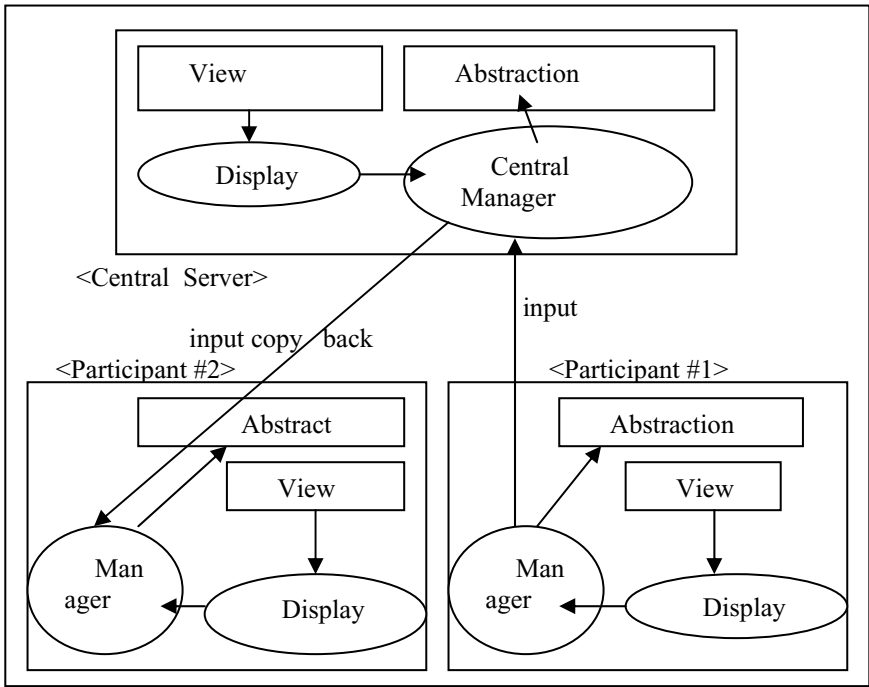 View
Abstraction
Display
Central
Manager
<Central Server>
input
input copy back
<Participant #2>
<Participant #1>
Abstract
View
Man
ager
Display
Abstraction
View
Man
ager
Display